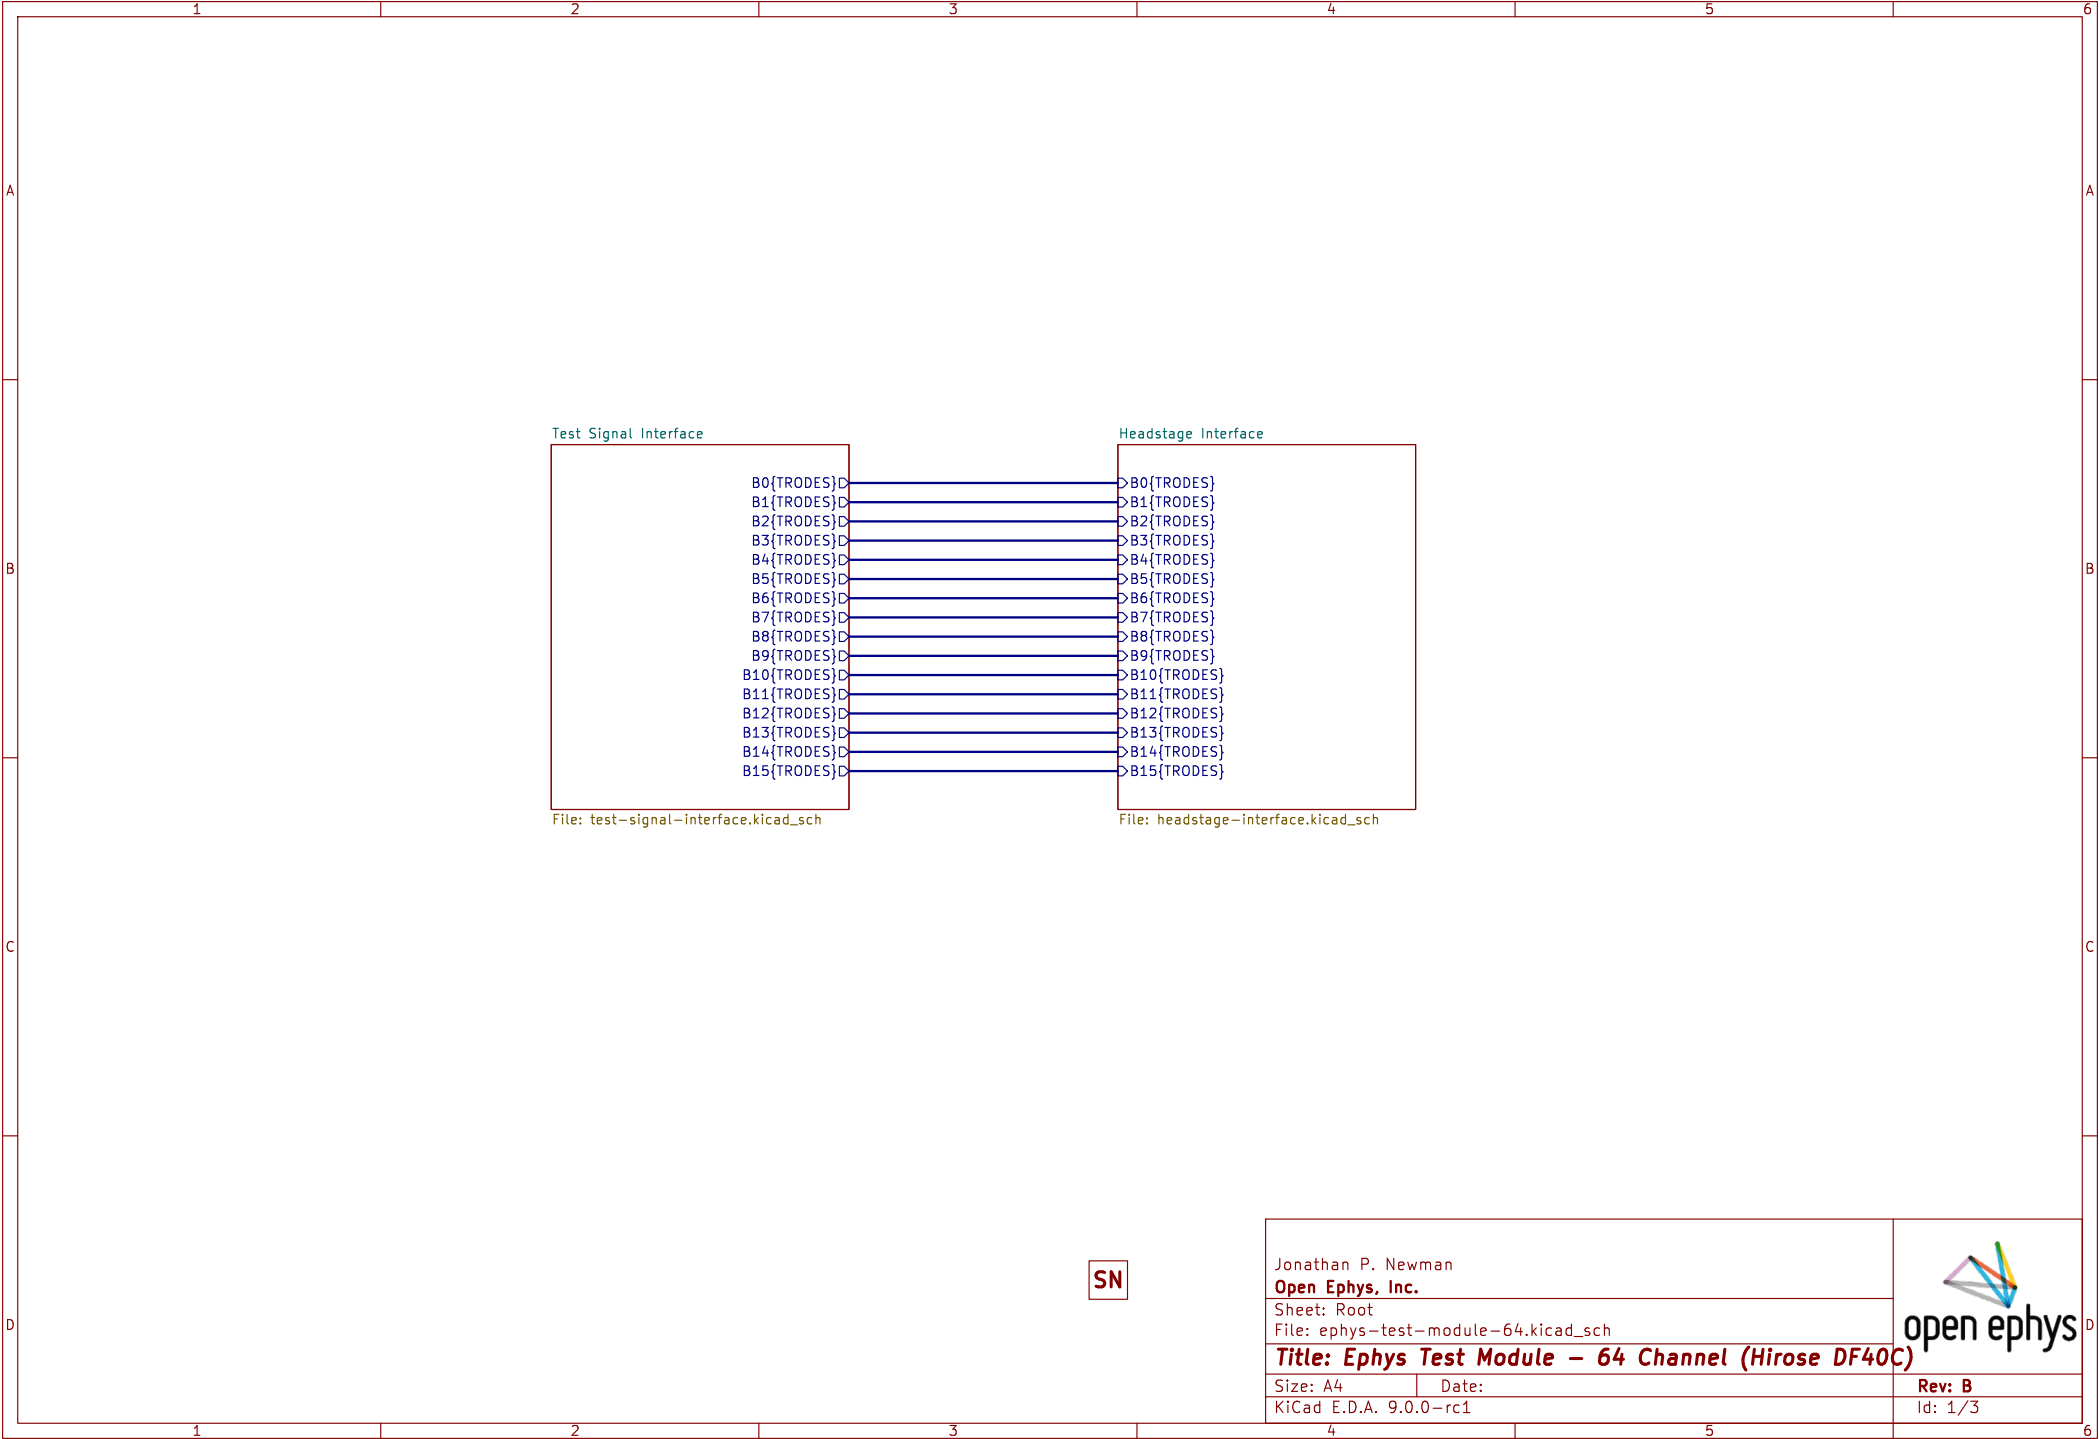 1 2 3 4 5 6
A A
Test Signal Interface Headstage Interface
B0{TRODES} B0{TRODES}
B1{TRODES} B1{TRODES}
B2{TRODES} B2{TRODES}
B3{TRODES} B3{TRODES}
B4{TRODES} B4{TRODES}
B B
B5{TRODES} B5{TRODES}
B6{TRODES} B6{TRODES}
B7{TRODES} B7{TRODES}
B8{TRODES} B8{TRODES}
B9{TRODES} B9{TRODES}
B10{TRODES} B10{TRODES}
B11{TRODES} B11{TRODES}
B12{TRODES} B12{TRODES}
B13{TRODES} B13{TRODES}
B14{TRODES} B14{TRODES}
B15{TRODES} B15{TRODES}
File: test-signal-interface.kicad_sch File: headstage-interface.kicad_sch
C C
SN
Jonathan P. Newman
Open Ephys, Inc.
Sheet: Root
File: ephys-test-module-64.kicad_sch
open ephys
D D
Title: Ephys Test Module - 64 Channel (Hirose DF40C)
Size: A4 Date: Rev: B
KiCad E.D.A. 9.0.0-rc1 Id: 1/3
1 2 3 4 5 6